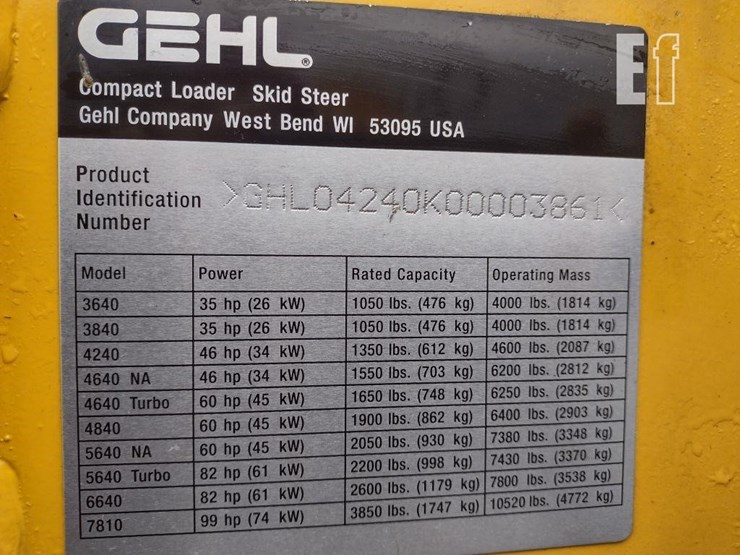 GEHL®
Ef
Compact Loader Skid Steer
Gehl Company West Bend WI 53095 USA
Product
Identification
Number
>GHL04240K00003861<
Model Power Rated Capacity Operating Mass
3640 35 hp (26 kW) 1050 lbs. (476 kg) 4000 lbs. (1814 kg)
3840 35 hp (26 kW) 1050 lbs. (476 kg) 4000 lbs. (1814 kg)
4240 46 hp (34 kW) 1350 lbs. (612 kg) 4600 lbs. (2087 kg)
4640 NA 46 hp (34 kW) 1550 lbs. (703 kg) 6200 lbs. (2812 kg)
4640 Turbo 60 hp (45 kW) 1650 lbs. (748 kg) 6250 lbs. (2835 kg)
4840 60 hp (45 kW) 1900 lbs. (862 kg) 6400 lbs. (2903 kg)
5640 NA 60 hp (45 kW) 2050 lbs. (930 kg) 7380 lbs. (3348 kg)
5640 Turbo 82 hp (61 kW) 2200 lbs. (998 kg) 7430 lbs. (3370 kg)
6640 82 hp (61 kW) 2600 lbs. (1179 kg) 7800 lbs. (3538 kg)
7810 99 hp (74 kW) 3850 lbs. (1747 kg) 10520 lbs. (4772 kg)